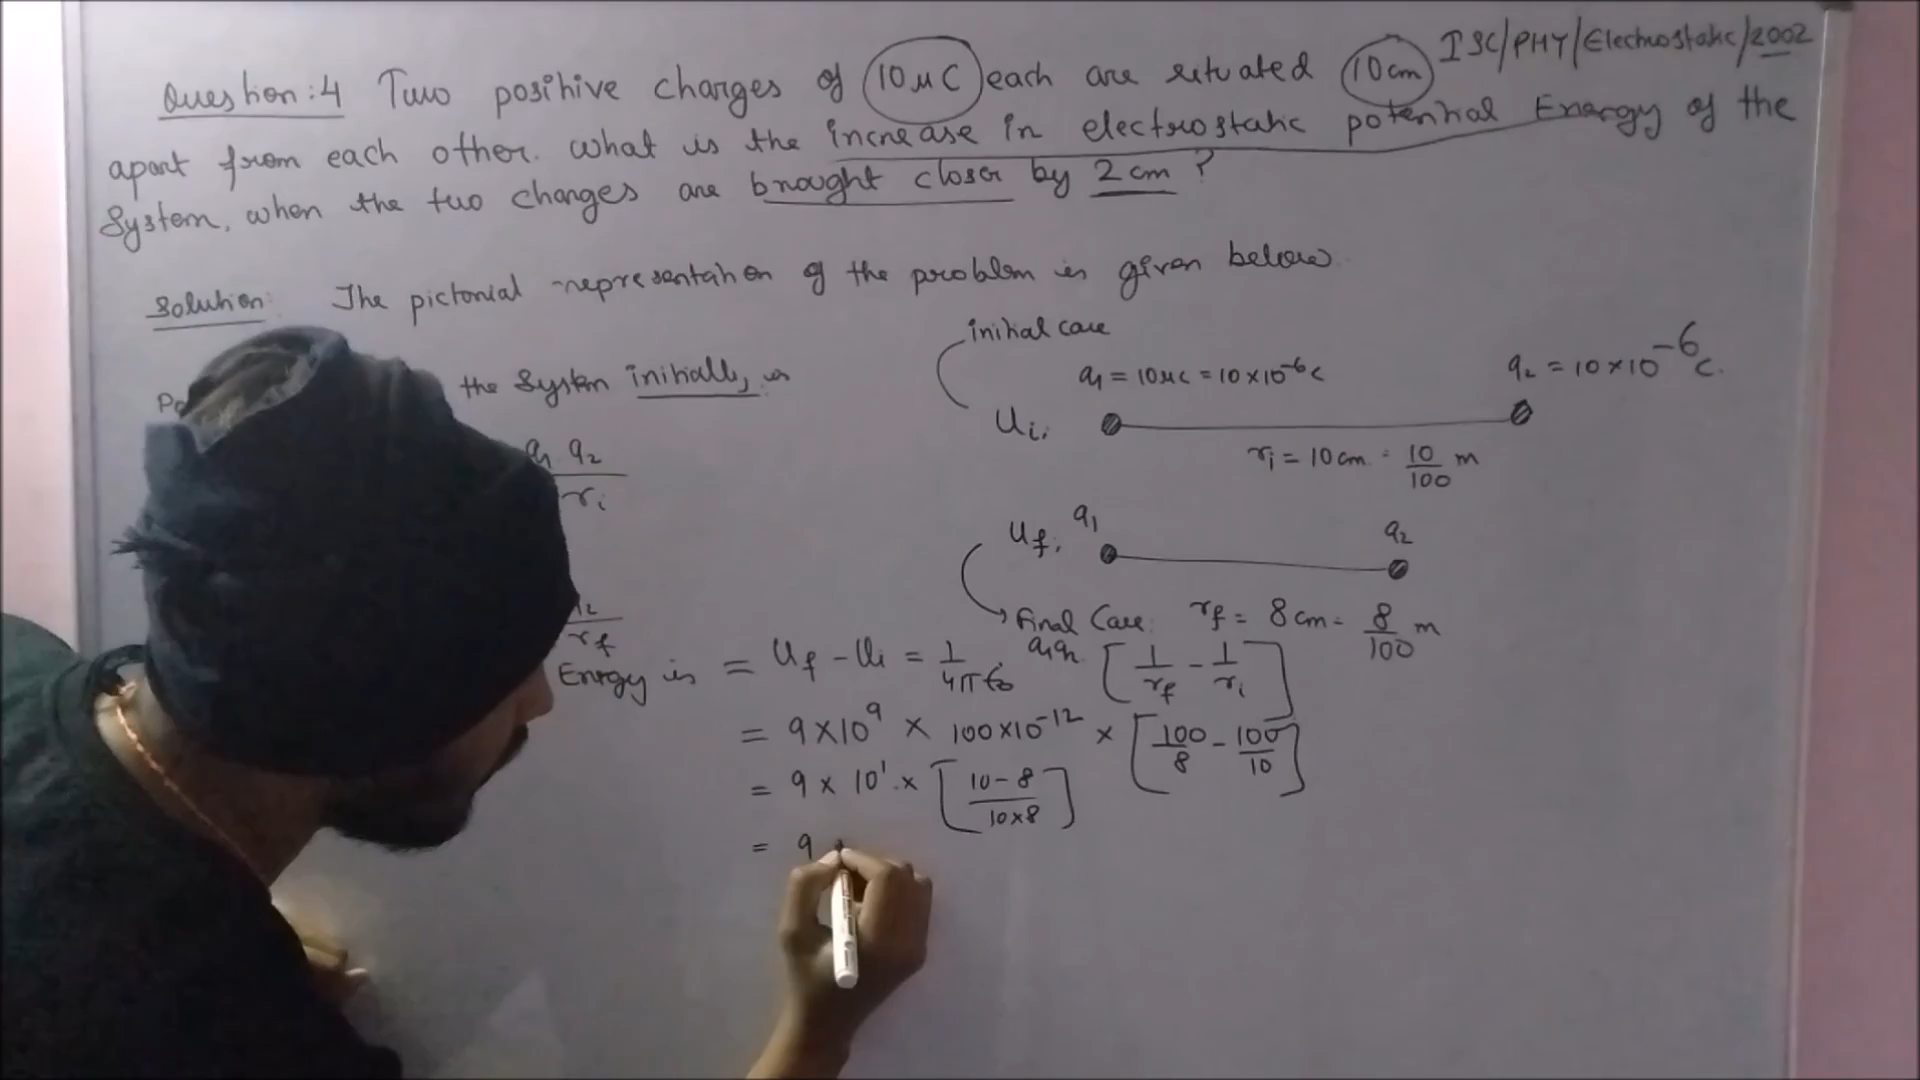 Question:4 Two positive charges of 10μC each are situated 10cm
ISC/PHY/Electrostatic/2002
apart from each other. What is the increase in electrostatic potential Energy of the
System, when the two charges are brought closer by 2cm?
Solution: The pictorial representation of the problem is given below
initial case
the System initially is
q1 = 10μC = 10×10⁻⁶C
q2 = 10×10⁻⁶C.
Ui,
q1 q2
ri
ri = 10cm = 10/100 m
Uf, q1 q2
rf
Final Case: rf = 8cm = 8/100 m
Energy is = Uf - Ui = 1/4πϵ0 . q1q2 [1/rf - 1/ri]
= 9×10⁹ × 100×10⁻¹² × [100/8 - 100/10]
= 9 × 10¹ × [10-8/10×8]
= 9